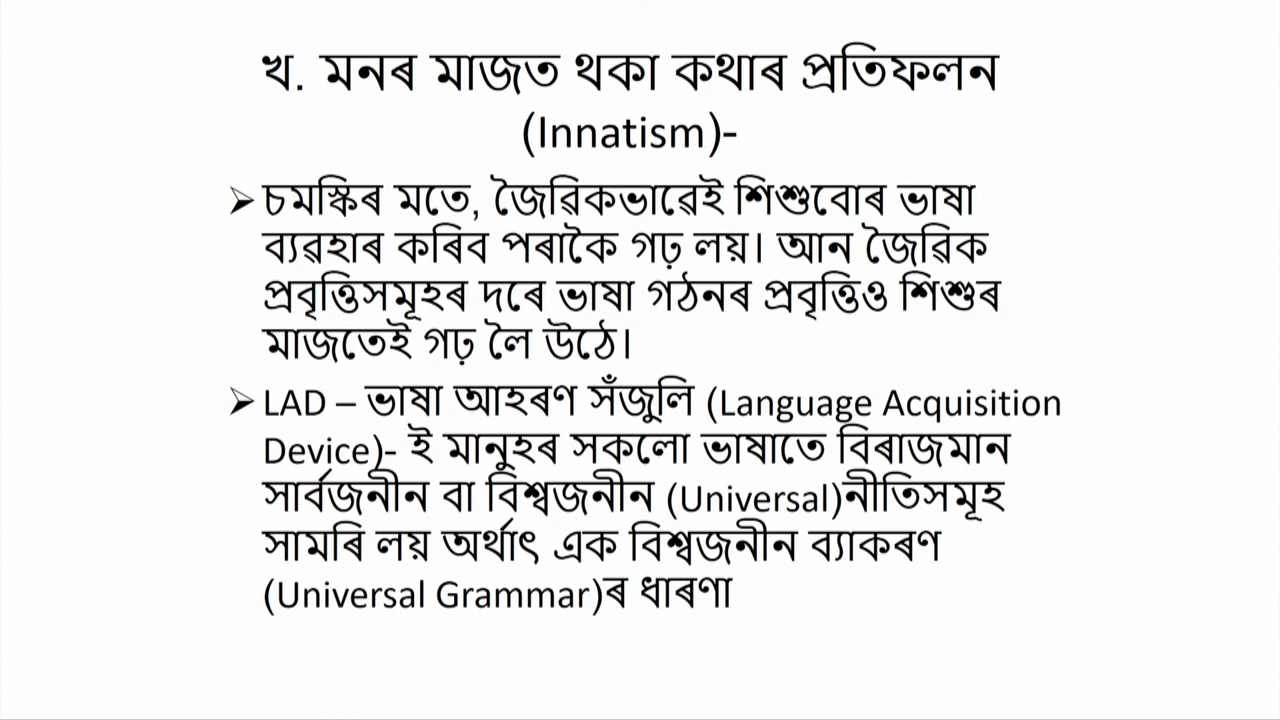 খ. মনৰ মাজত থকা কথাৰ প্ৰতিফলন
(Innatism)-
➢ চমস্কিৰ মতে, জৈৱিকভাৱেই শিশুবোৰ ভাষা
ব্যৱহাৰ কৰিব পৰাকৈ গঢ় লয়। আন জৈৱিক
প্ৰবৃত্তিসমূহৰ দৰে ভাষা গঠনৰ প্ৰবৃত্তিও শিশুৰ
মাজতেই গঢ় লৈ উঠে।
➢ LAD – ভাষা আহৰণ সঁজুলি (Language Acquisition
Device)- ই মানুহৰ সকলো ভাষাতে বিৰাজমান
সাৰ্বজনীন বা বিশ্বজনীন (Universal)নীতিসমূহ
সামৰি লয় অৰ্থাৎ এক বিশ্বজনীন ব্যাকৰণ
(Universal Grammar)ৰ ধাৰণা